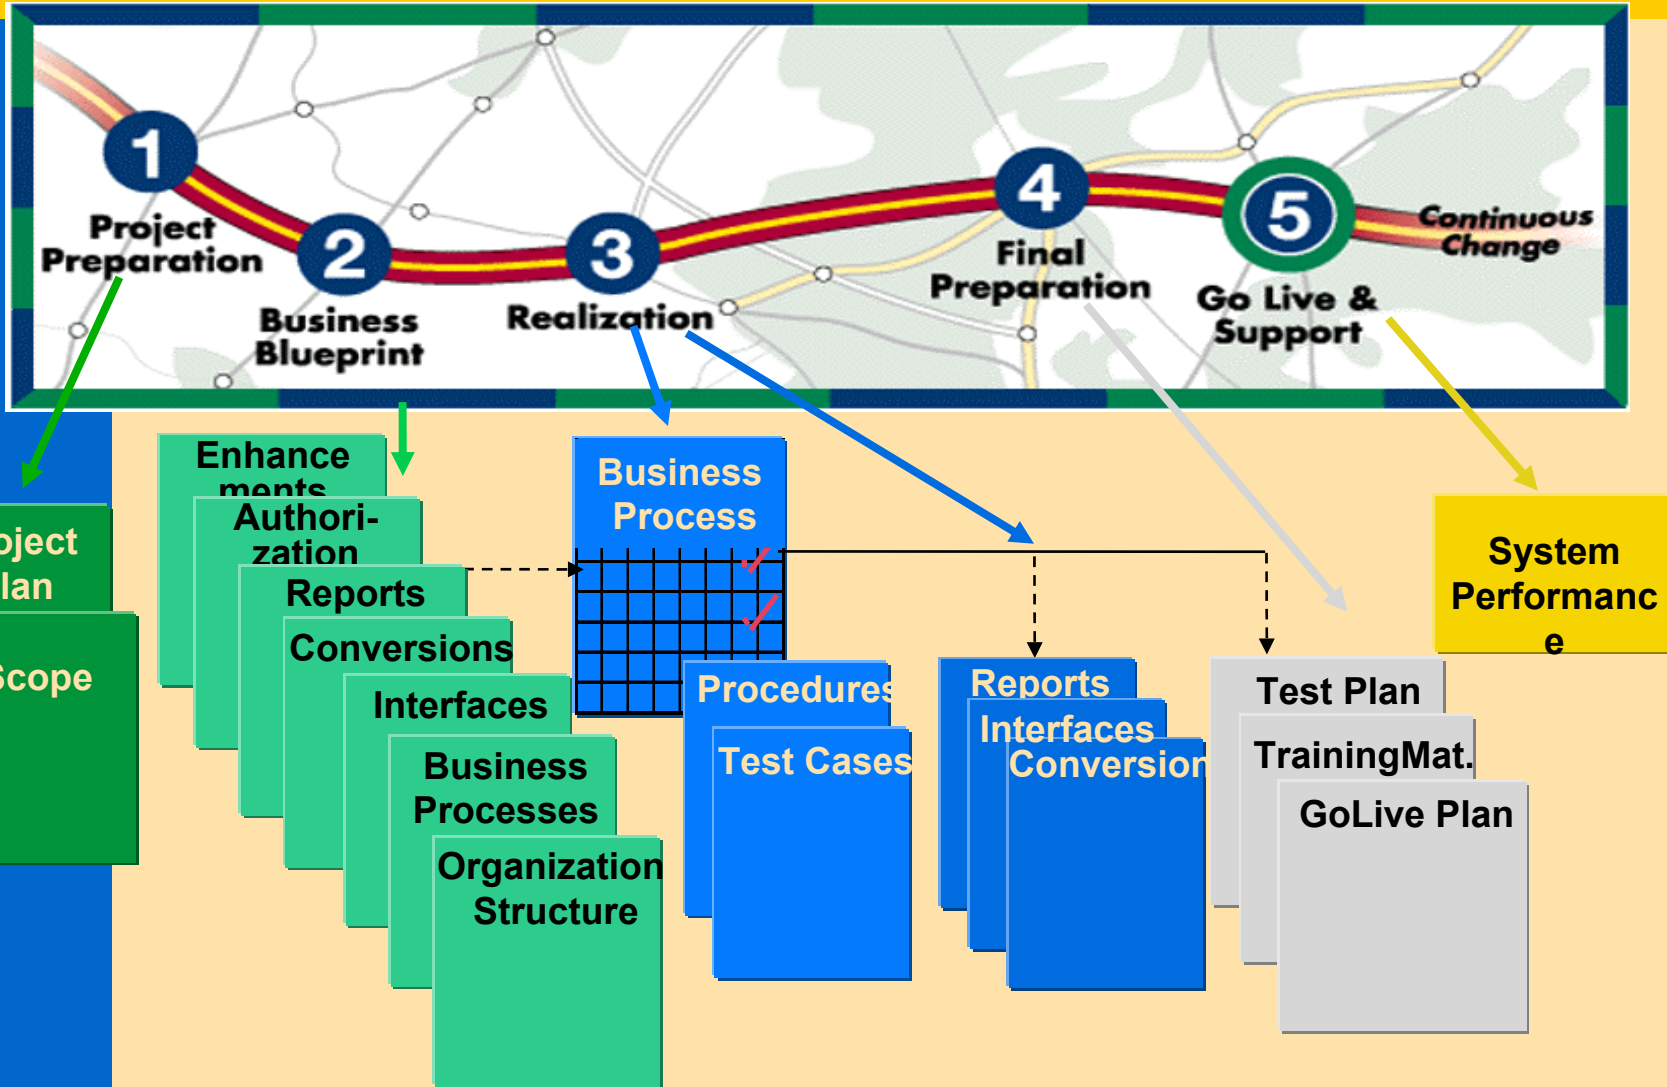 1
Project
Preparation
2
Business
Blueprint
3
Realization
4
Final
Preparation
5
Go Live &
Support
Continuous
Change
oject
lan
Scope
Enhance
ments
Authori-
zation
Reports
Conversions
Interfaces
Business
Processes
Organization
Structure
Business
Process
Procedures
Test Cases
Reports
Interfaces
Conversion
Test Plan
TrainingMat.
GoLive Plan
System
Performanc
e